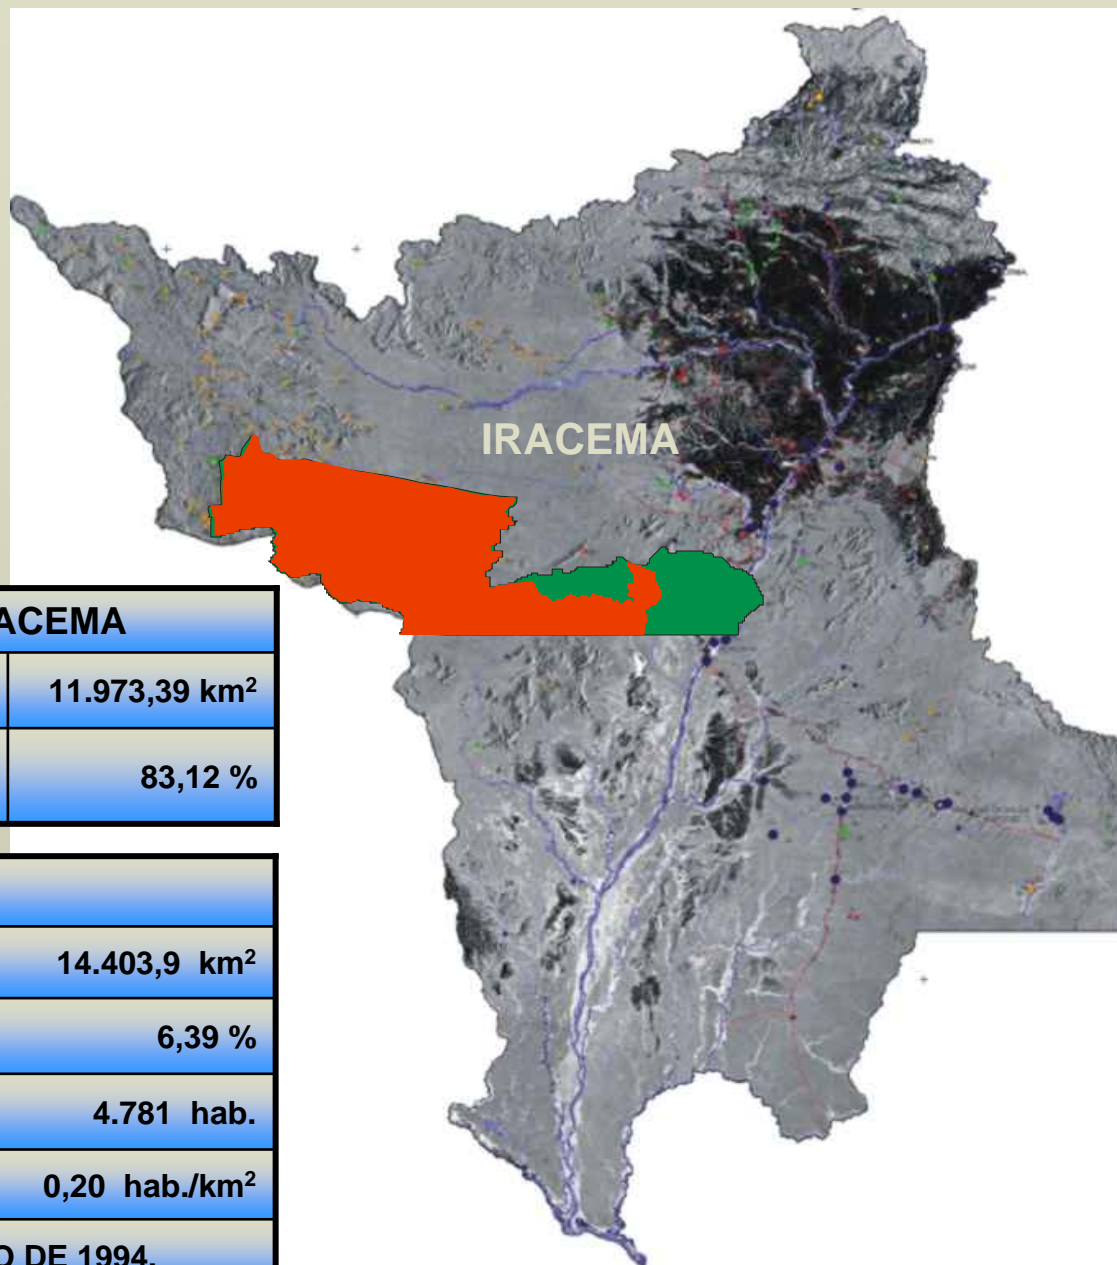 IRACEMA
ACEMA
11.973,39 km²
83,12 %
14.403,9 km²
6,39 %
4.781 hab.
0,20 hab./km²
O DE 1994.